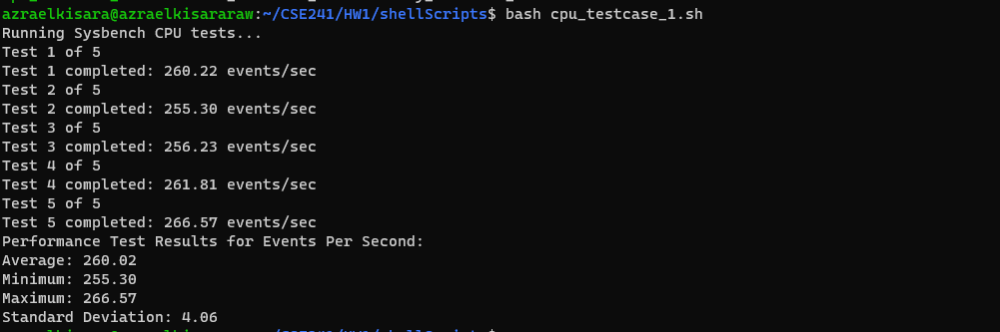 azraelkisara@azraelkisararaw:~/CSE241/HW1/shellScripts$ bash cpu_testcase_1.sh
Running Sysbench CPU tests...
Test 1 of 5
Test 1 completed: 260.22 events/sec
Test 2 of 5
Test 2 completed: 255.30 events/sec
Test 3 of 5
Test 3 completed: 256.23 events/sec
Test 4 of 5
Test 4 completed: 261.81 events/sec
Test 5 of 5
Test 5 completed: 266.57 events/sec
Performance Test Results for Events Per Second:
Average: 260.02
Minimum: 255.30
Maximum: 266.57
Standard Deviation: 4.06